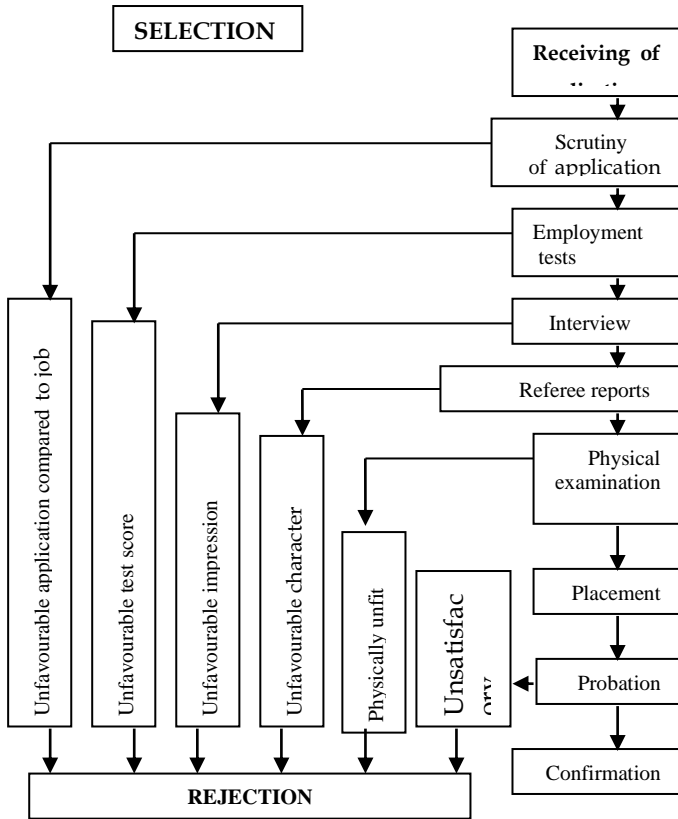 SELECTION
Receiving of
Scrutiny
of application
Employment
tests
Interview
Referee reports
Physical
examination
Placement
Probation
Confirmation
Unfavourable application compared to job
Unfavourable test score
Unfavourable impression
Unfavourable character
Physically unfit
Unsatisfac
ory
REJECTION